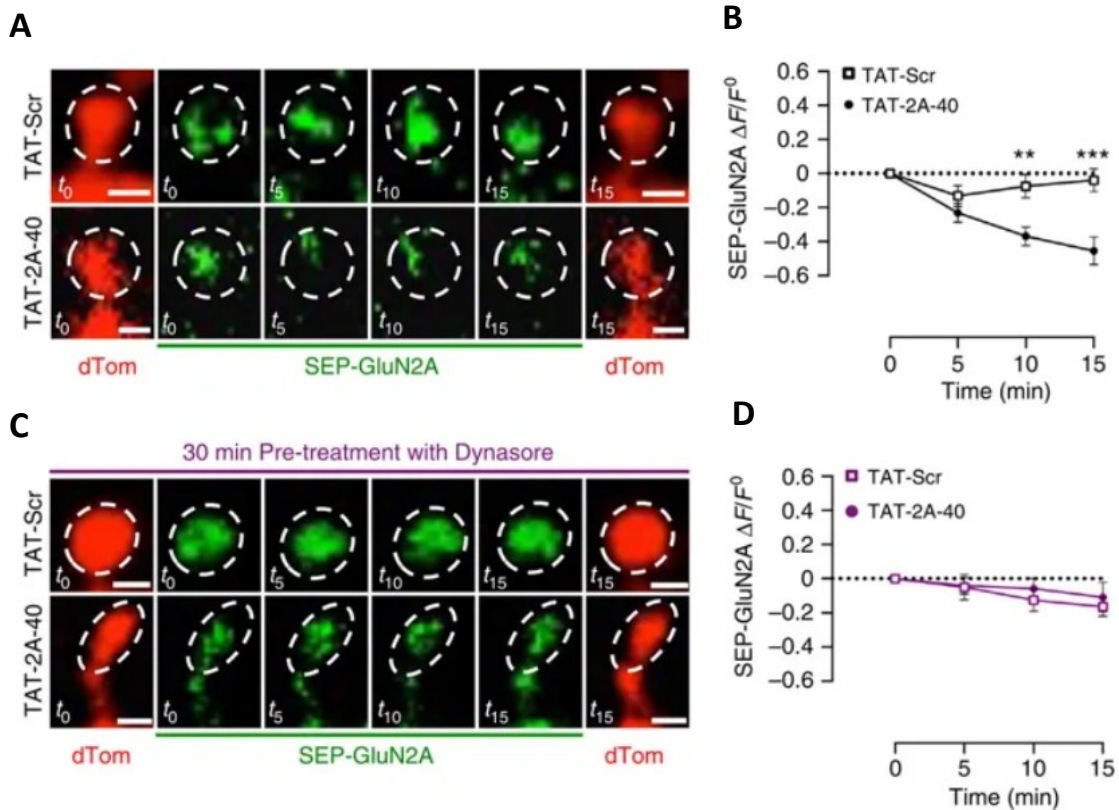 A
TAT-Scr
t0
t0
t5
t10
t15
t15
TAT-2A-40
t0
t0
t5
t10
t15
t15
dTom
SEP-GluN2A
dTom
B
TAT-Scr
TAT-2A-40
SEP-GluN2A ΔF/F⁰
0.6
0.4
0.2
0
–0.2
–0.4
–0.6
**
***
0
5
10
15
Time (min)
C
30 min Pre-treatment with Dynasore
TAT-Scr
t0
t0
t5
t10
t15
t15
TAT-2A-40
t0
t0
t5
t10
t15
t15
dTom
SEP-GluN2A
dTom
D
TAT-Scr
TAT-2A-40
SEP-GluN2A ΔF/F⁰
0.6
0.4
0.2
0
–0.2
–0.4
–0.6
0
5
10
15
Time (min)